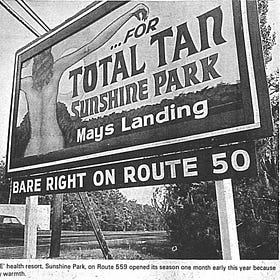 ...FOR
TOTAL TAN
SUNSHINE PARK
Mays Landing
BARE RIGHT ON ROUTE 50
E' health resort, Sunshine Park, on Route 559 opened its season one month early this year because
warmth.